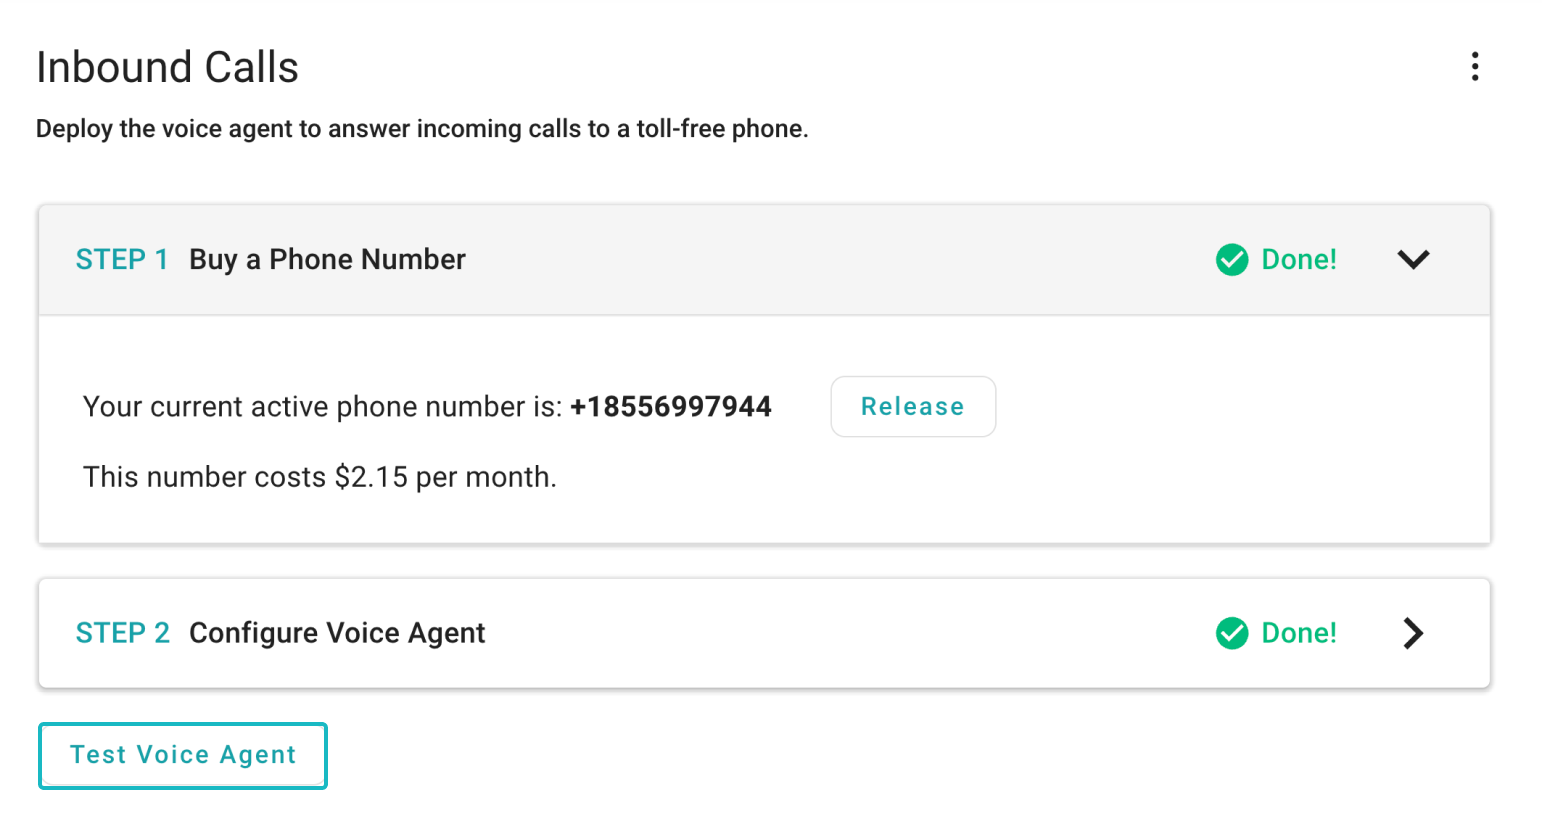 Inbound Calls
Deploy the voice agent to answer incoming calls to a toll-free phone.
STEP 1 Buy a Phone Number Done!
Your current active phone number is: +18556997944 Release
This number costs $2.15 per month.
STEP 2 Configure Voice Agent Done!
Test Voice Agent